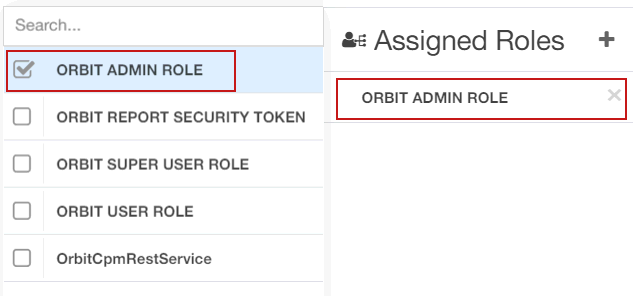 Search...
ORBIT ADMIN ROLE
ORBIT REPORT SECURITY TOKEN
ORBIT SUPER USER ROLE
ORBIT USER ROLE
OrbitCpmRestService
Assigned Roles
ORBIT ADMIN ROLE